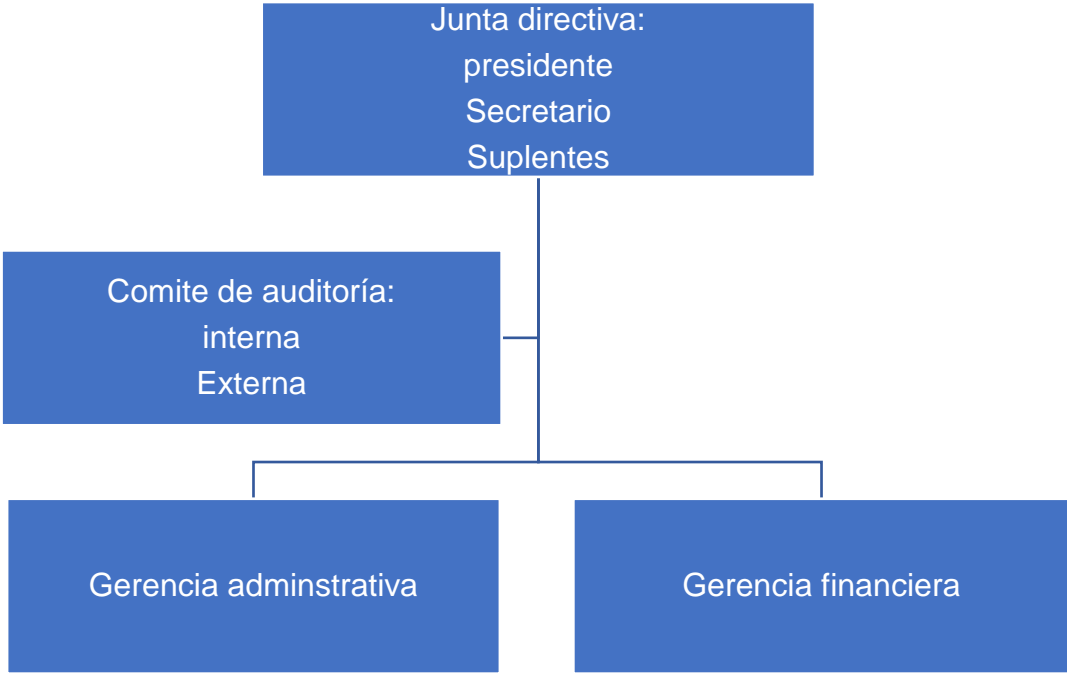 Junta directiva:
presidente
Secretario
Suplentes
Comite de auditoría:
interna
Externa
Gerencia adminstrativa
Gerencia financiera